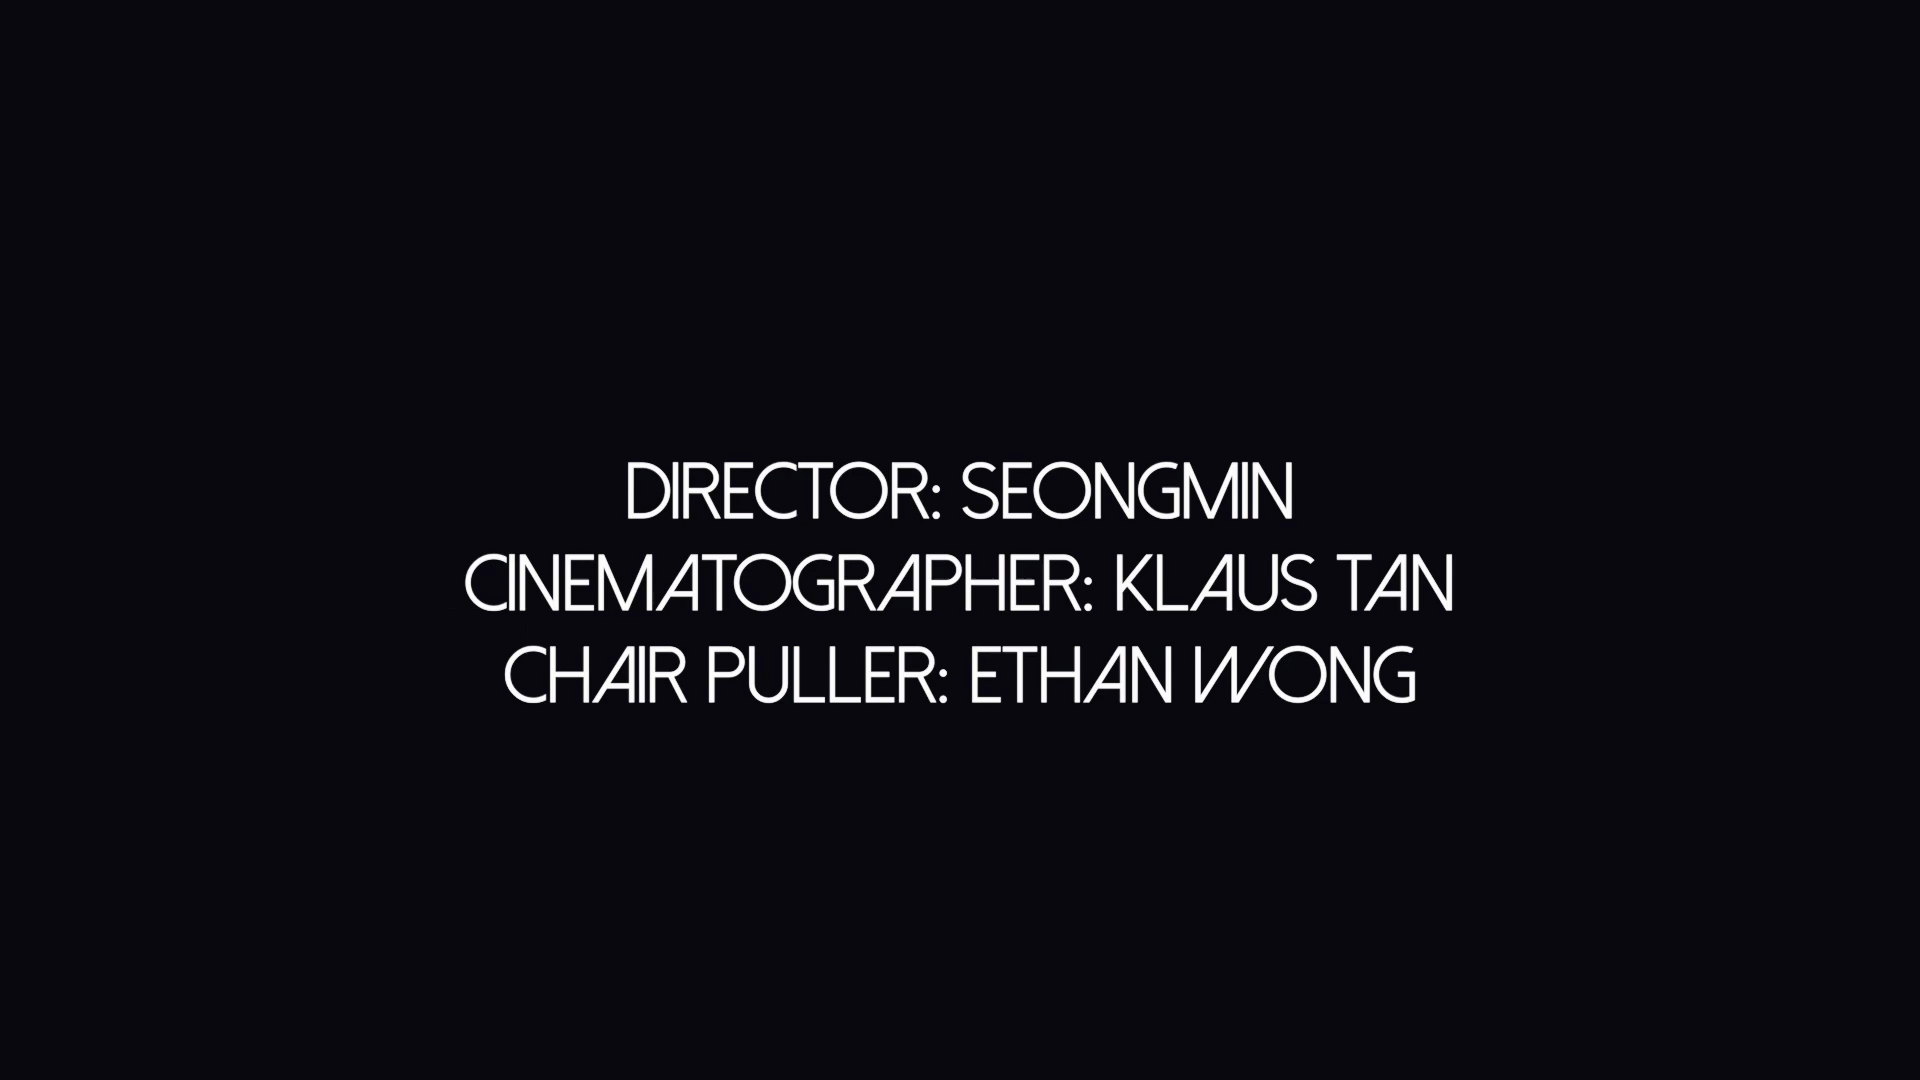 DIRECTOR: SEONGMIN
CINEMATOGRAPHER: KLAUS TAN
CHAIR PULLER: ETHAN WONG